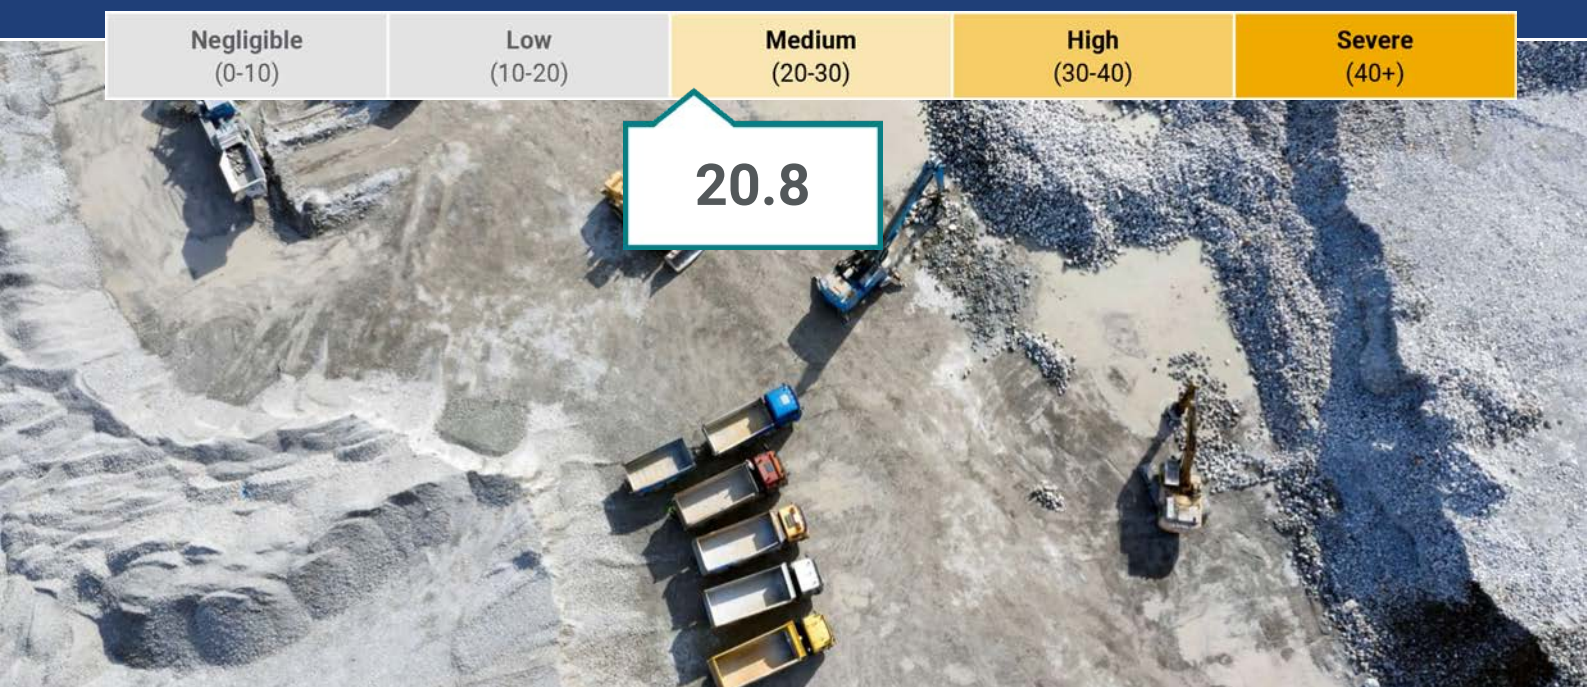 Negligible
(0-10)
Low
(10-20)
Medium
(20-30)
High
(30-40)
Severe
(40+)
20.8